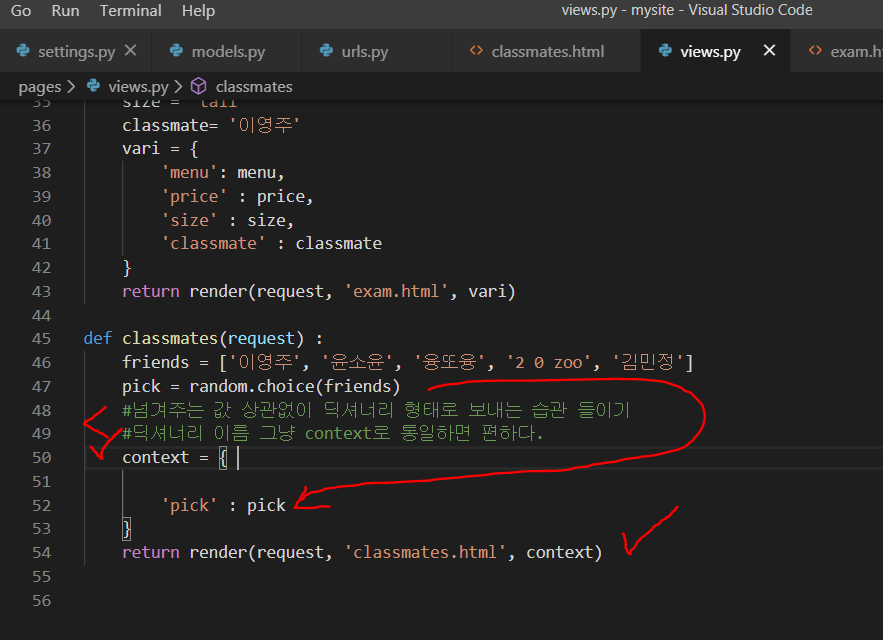 Go Run Terminal Help views.py - mysite - Visual Studio Code
settings.py models.py urls.py classmates.html views.py exam.h
pages > views.py > classmates
35 size = 'tall'
36 classmate= '이영주'
37 vari = {
38 'menu': menu,
39 'price' : price,
40 'size' : size,
41 'classmate' : classmate
42 }
43 return render(request, 'exam.html', vari)
44
45 def classmates(request) :
46 friends = ['이영주', '윤소윤', '융또융', '2 0 zoo', '김민정']
47 pick = random.choice(friends)
48 #넘겨주는 값 상관없이 딕셔너리 형태로 보내는 습관 들이기
49 #딕셔너리 이름 그냥 context로 통일하면 편하다.
50 context = {
51
52 'pick' : pick
53 }
54 return render(request, 'classmates.html', context)
55
56